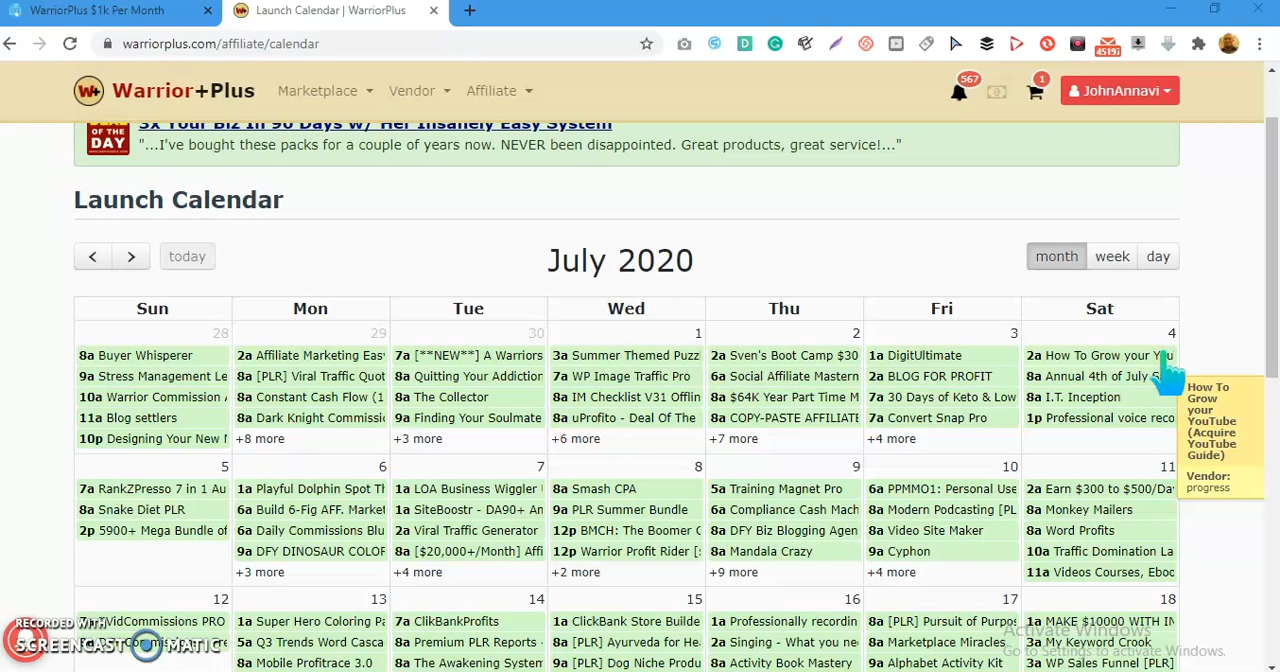 WarriorPlus $1k Per Month
Launch Calendar | WarriorPlus
warriorplus.com/affiliate/calendar
45197
Warrior+Plus
Marketplace
Vendor
Affiliate
567
1
JohnAnnavi
OF THE
DAY
3x Your Biz In 90 Days w/ Her Insanely Easy System
"...I've bought these packs for a couple of years now. NEVER been disappointed. Great products, great service!..."
Launch Calendar
today
July 2020
month week day
Sun Mon Tue Wed Thu Fri Sat
28 29 30 1 2 3 4
8a Buyer Whisperer
9a Stress Management Le
10a Warrior Commission
11a Blog settlers
10p Designing Your New
2a Affiliate Marketing Eas
8a [PLR] Viral Traffic Quot
8a Constant Cash Flow (1
8a Dark Knight Commissi
+8 more
7a [**NEW**] A Warriors
8a Quitting Your Addiction
8a The Collector
9a Finding Your Soulmate
+3 more
3a Summer Themed Puzz
7a WP Image Traffic Pro
8a IM Checklist V31 Offlin
8a uProfito - Deal Of The
+6 more
2a Sven's Boot Camp $30
6a Social Affiliate Mastern
8a $64K Year Part Time M
8a COPY-PASTE AFFILIATE
+7 more
1a DigitUltimate
2a BLOG FOR PROFIT
7a 30 Days of Keto & Low
7a Convert Snap Pro
+4 more
2a How To Grow your You
8a Annual 4th of July
8a I.T. Inception
1p Professional voice reco
How To
Grow
your
YouTube
(Acquire
YouTube
Guide)
Vendor:
progress
5 6 7 8 9 10 11
7a RankZPresso 7 in 1 Au
8a Snake Diet PLR
2p 5900+ Mega Bundle of
1a Playful Dolphin Spot Th
6a Build 6-Fig AFF. Market
6a Daily Commissions Blu
9a DFY DINOSAUR COLOF
+3 more
1a LOA Business Wiggler
1a SiteBoostr - DA90+ An
2a Viral Traffic Generator
8a [$20,000+/Month] Affi
+4 more
8a Smash CPA
9a PLR Summer Bundle
12p BMCH: The Boomer C
12p Warrior Profit Rider [
+2 more
5a Training Magnet Pro
6a Compliance Cash Mach
8a DFY Biz Blogging Agen
8a Mandala Crazy
+9 more
6a PPMMO1: Personal Use
8a Modern Podcasting [PL
8a Video Site Maker
9a Cyphon
+4 more
2a Earn $300 to $500/Da
8a Monkey Mailers
8a Word Profits
10a Traffic Domination La
11a Videos Courses, Eboo
12 13 14 15 16 17 18
VidCommissions PRO
1a Super Hero Coloring Pa
5a Q3 Trends Wow Casa
8a Mobile Profitrace 3.0
7a ClickBankProfits
8a Premium PLR Reports -
8a The Awakening System
1a ClickBank Store Builde
8a [PLR] Ayurveda for Hea
9a [PLR] Dog Niche Produ
1a Professionally recordin
2a Singing - What you ne
8a Activity Book Mastery
8a [PLR] Pursuit of Purpos
8a Marketplace Miracles
9a Alphabet Activity Kit
1a MAKE $10000 WITH IN
3a My Keyword Crook
3a WP Sales Funnel [PLR]
RECORDED WITH
SCREENCAST MATIC
Activate Windows
Go to Settings to activate Windows.